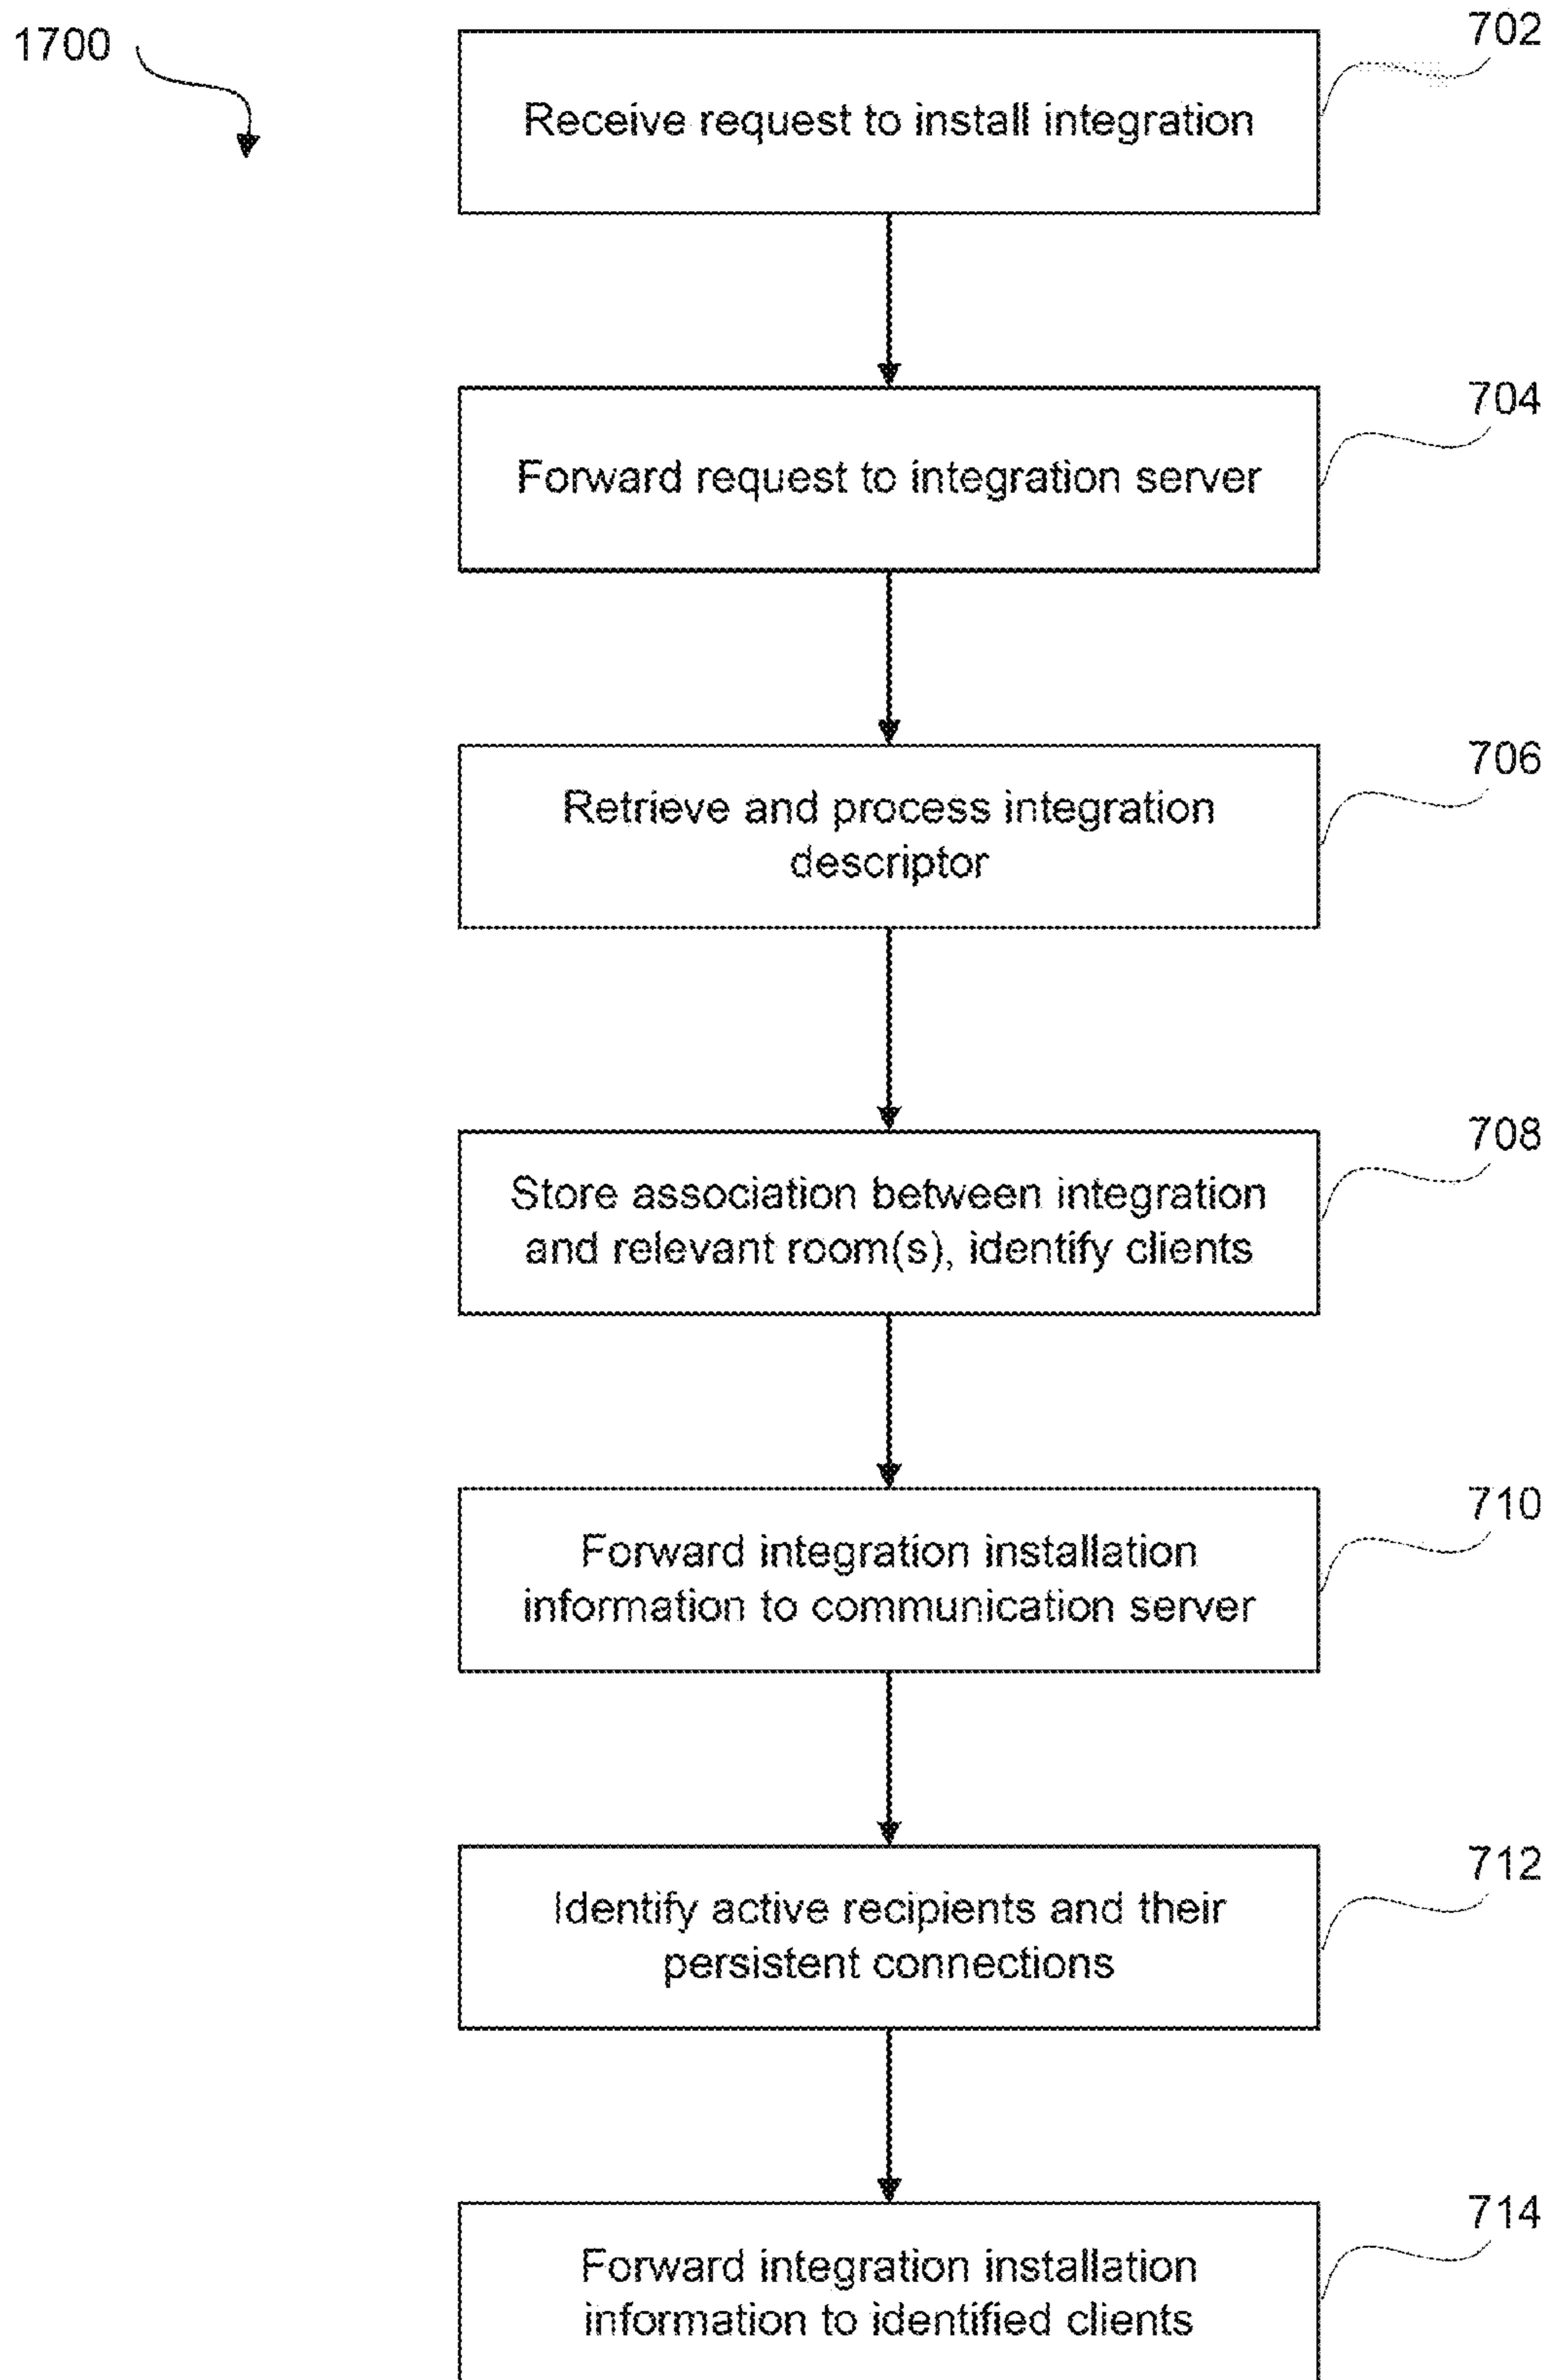 1700
702
Receive request to install integration
704
Forward request to integration server
706
Retrieve and process integration
descriptor
708
Store association between integration
and relevant room(s), identify clients
710
Forward integration installation
information to communication server
712
Identify active recipients and their
persistent connections
714
Forward integration installation
information to identified clients